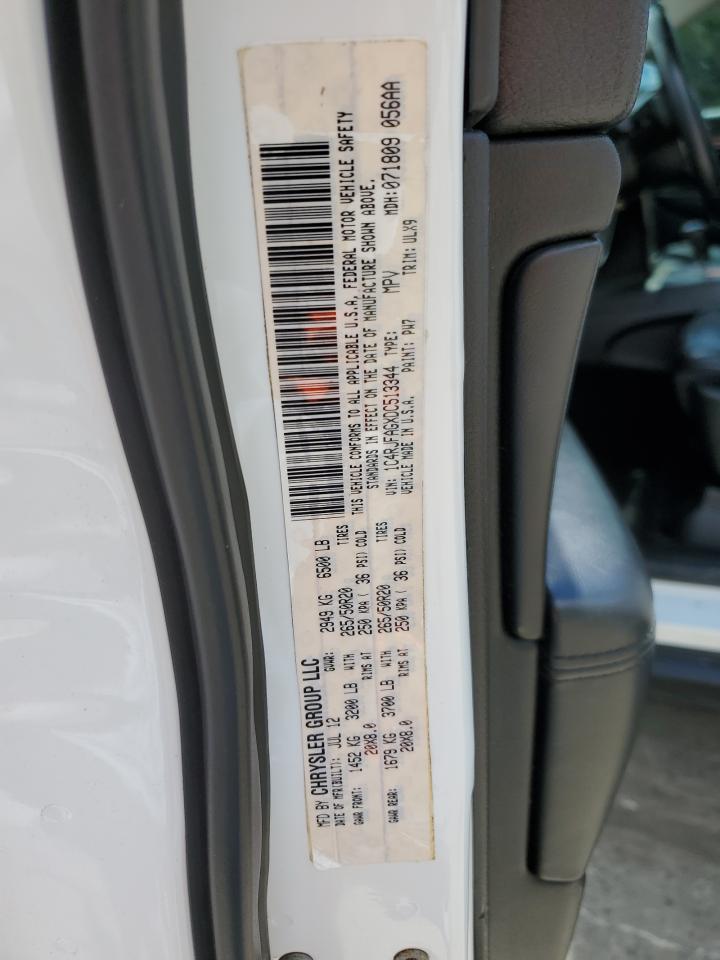 MFD BY CHRYSLER GROUP LLC
DATE OF MFR(BUILT): JUL 12 GVWR: 2949 KG 6500 LB
GAWR FRONT: 1452 KG 3200 LB WITH 265/50R20 TIRES
20X8.0 RIMS AT 250 KPA ( 36 PSI) COLD
GAWR REAR: 1679 KG 3700 LB WITH 265/50R20 TIRES
20X8.0 RIMS AT 250 KPA ( 36 PSI) COLD
THIS VEHICLE CONFORMS TO ALL APPLICABLE U.S.A. FEDERAL MOTOR VEHICLE SAFETY
STANDARDS IN EFFECT ON THE DATE OF MANUFACTURE SHOWN ABOVE.
VIN: 1C4RJFAGXDC513344 TYPE: MPV MDH:071809 056AA
VEHICLE MADE IN U.S.A. PAINT: PW7 TRIM: ULX9